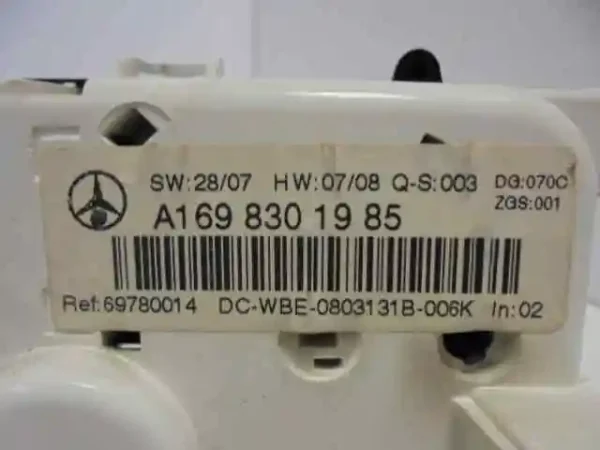 SW:28/07 HW:07/08 Q-S:003 DG:070C
ZGS:001
A169 830 19 85
Ref:69780014 DC-WBE-0803131B-006K In:02